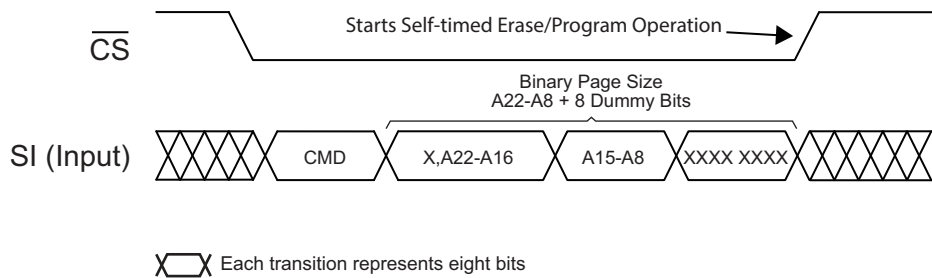 Starts Self-timed Erase/Program Operation
CS
Binary Page Size
A22-A8 + 8 Dummy Bits
SI (Input)
CMD
X,A22-A16
A15-A8
XXXX XXXX
Each transition represents eight bits